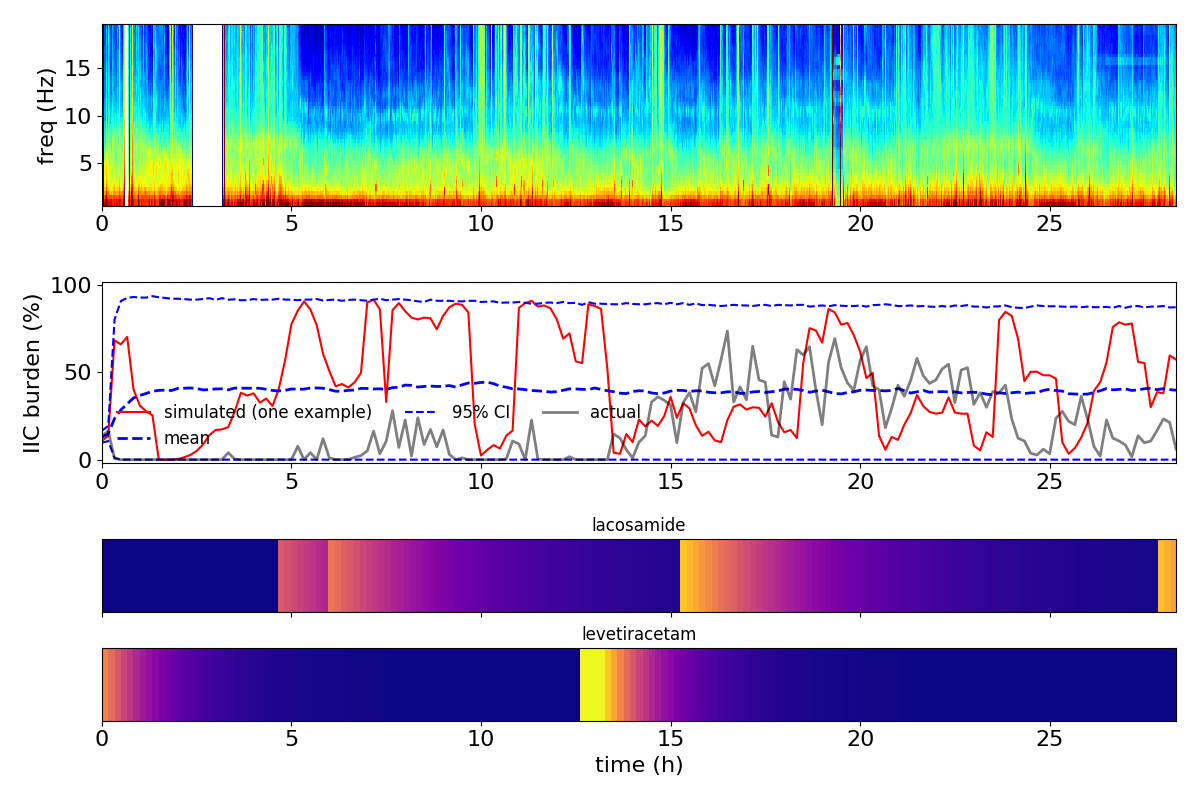 freq (Hz)
15
10
5
0 5 10 15 20 25
IIC burden (%)
100
50
0
simulated (one example) 95% CI actual
mean
0 5 10 15 20 25
lacosamide
levetiracetam
0 5 10 15 20 25
time (h)